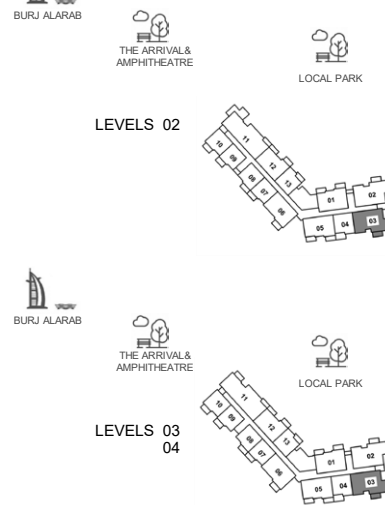 BURJ ALARAB
THE ARRIVAL&
AMPHITHEATRE
LOCAL PARK
LEVELS 02
11
10
09
12
08
13
07
06
01
02
05
04
03
BURJ ALARAB
THE ARRIVAL&
AMPHITHEATRE
LOCAL PARK
LEVELS 03
04
11
10
09
12
08
13
07
06
01
02
05
04
03